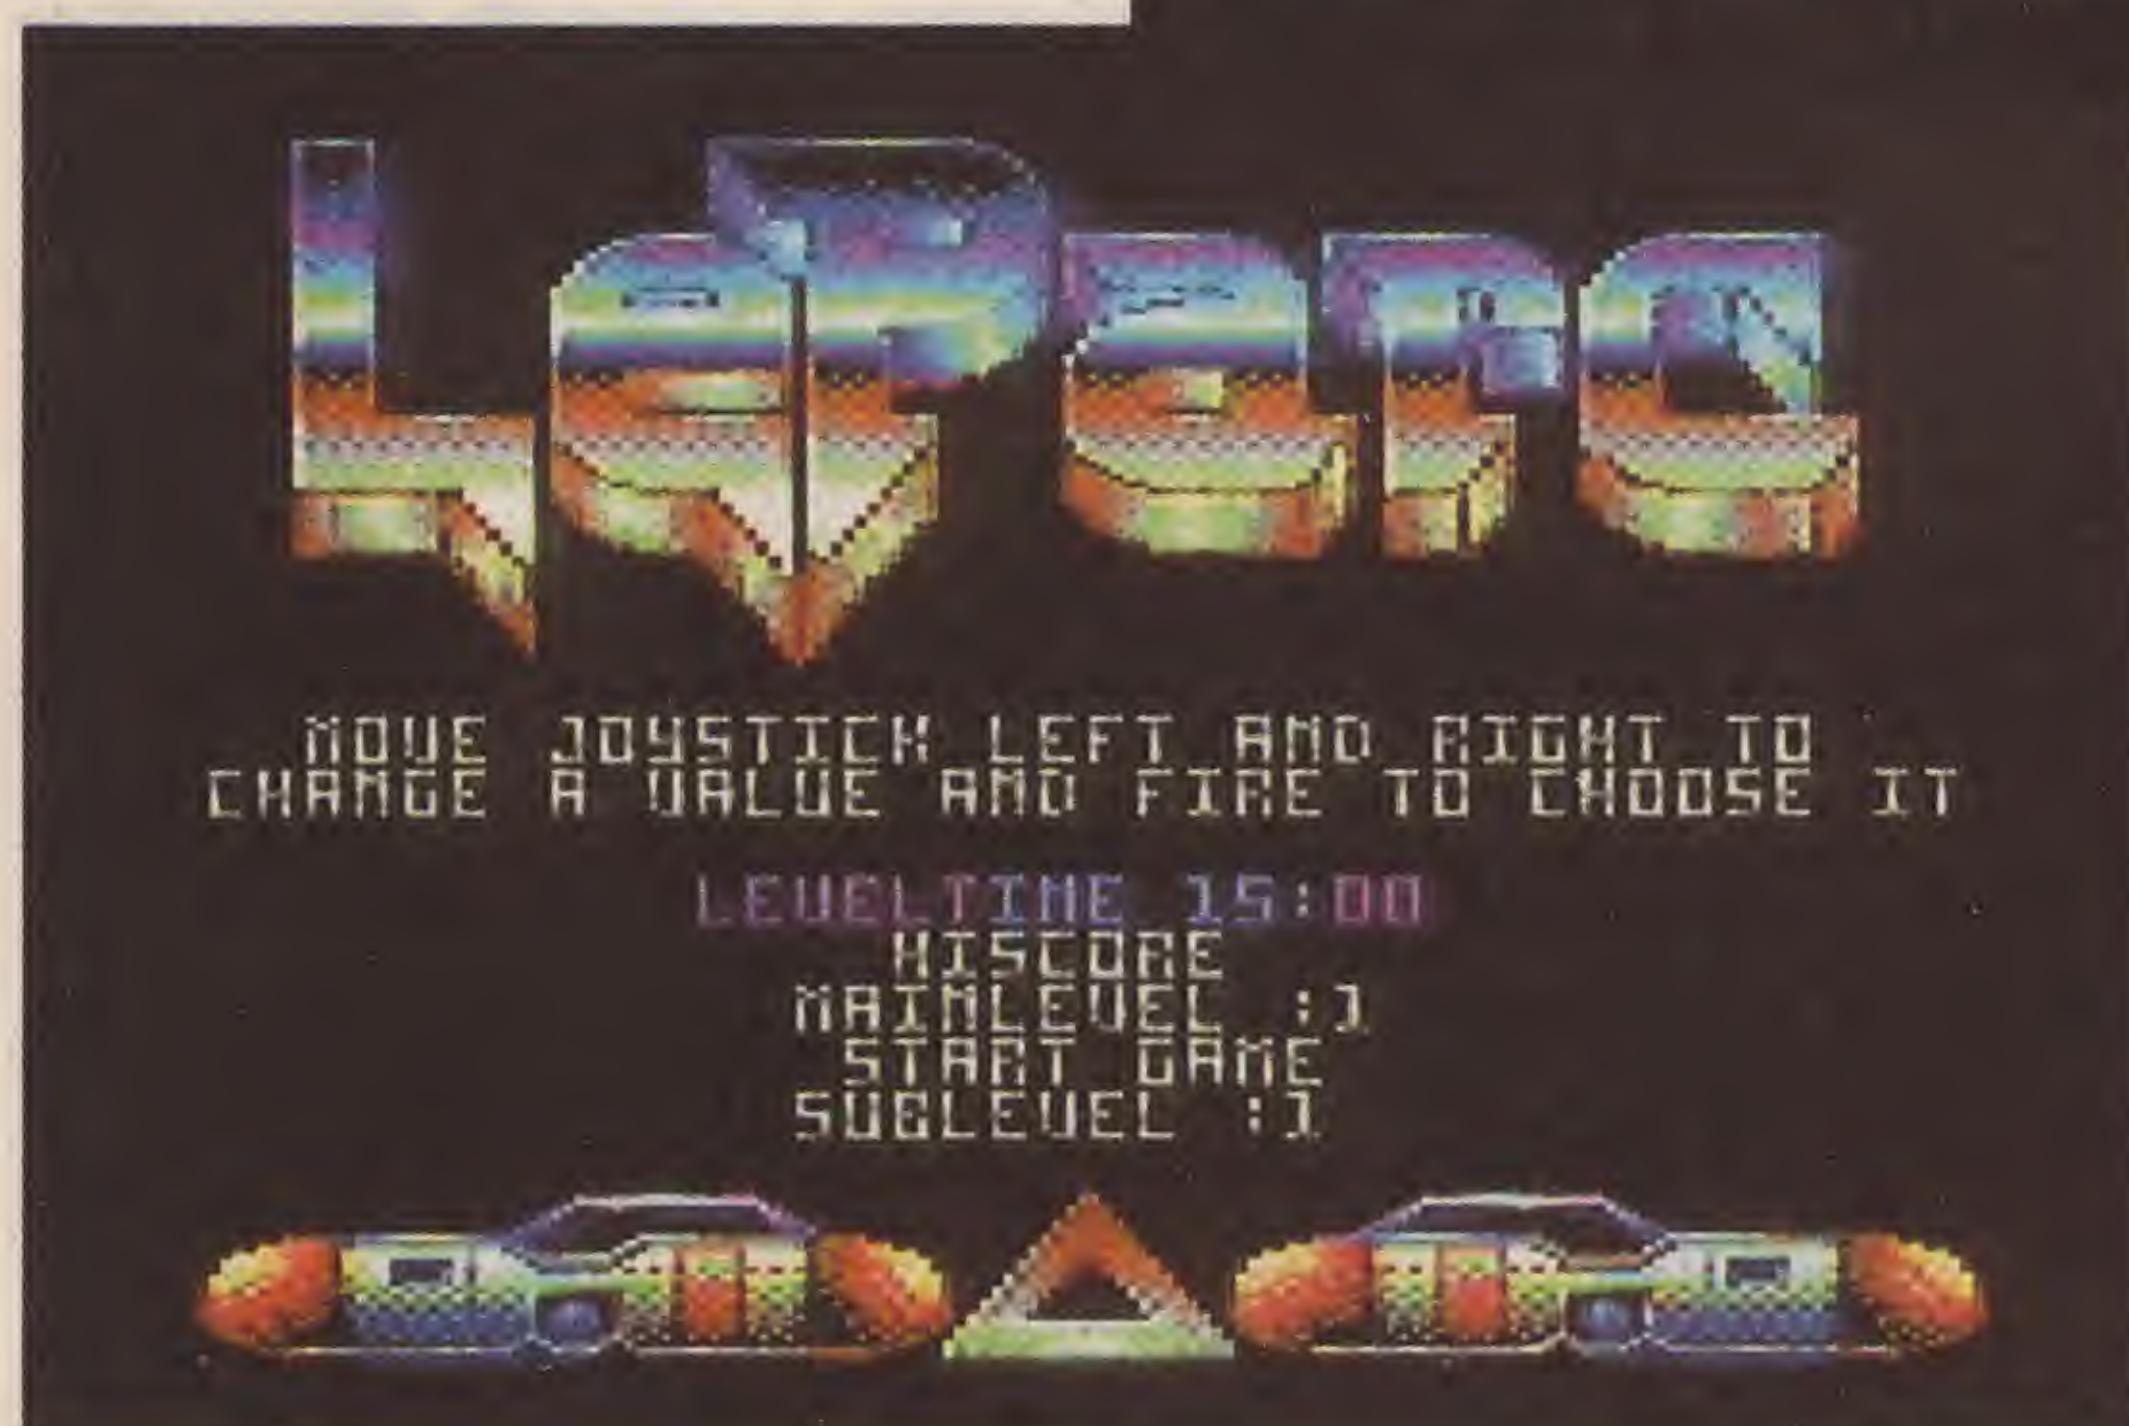 LePera
MOVE JOYSTICK LEFT AND RIGHT TO
CHANGE A VALUE AND FIRE TO CHOOSE IT
LEVELTIME 15:00
HISCORE
MAINLEVEL :1
START GAME
SUBLEVEL :1